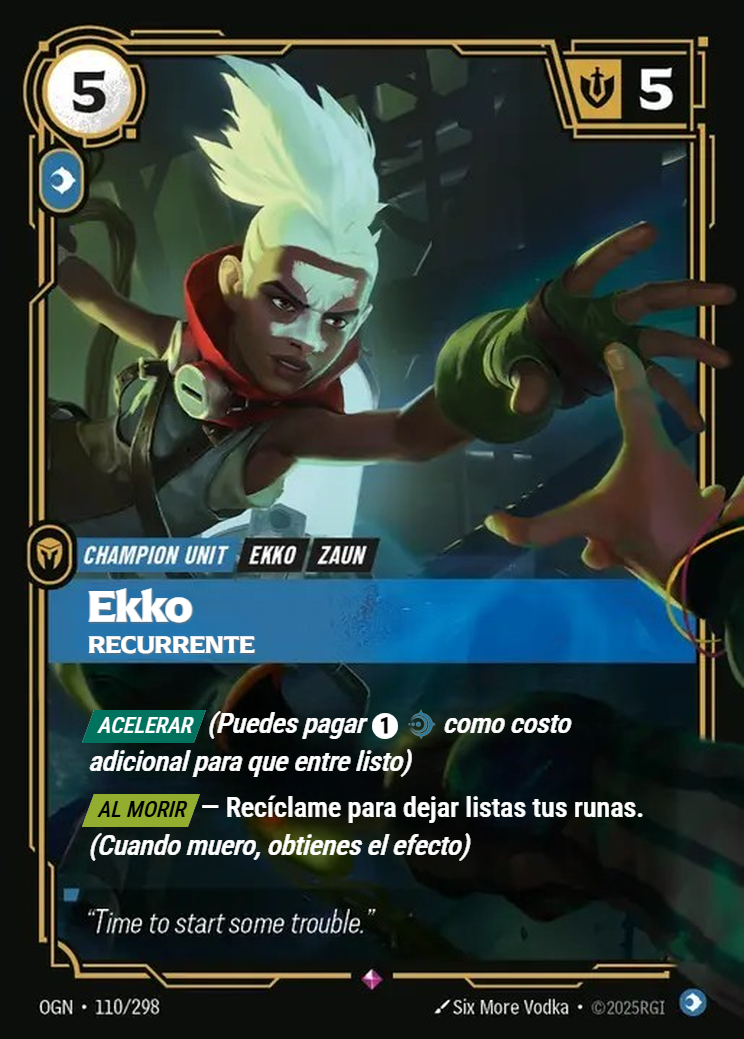 5
5
CHAMPION UNIT EKKO ZAUN
Ekko
RECURRENTE
ACELERAR (Puedes pagar 1 como costo
adicional para que entre listo)
AL MORIR — Recíclame para dejar listas tus runas.
(Cuando muero, obtienes el efecto)
“Time to start some trouble.”
OGN • 110/298
Six More Vodka • ©2025RGI